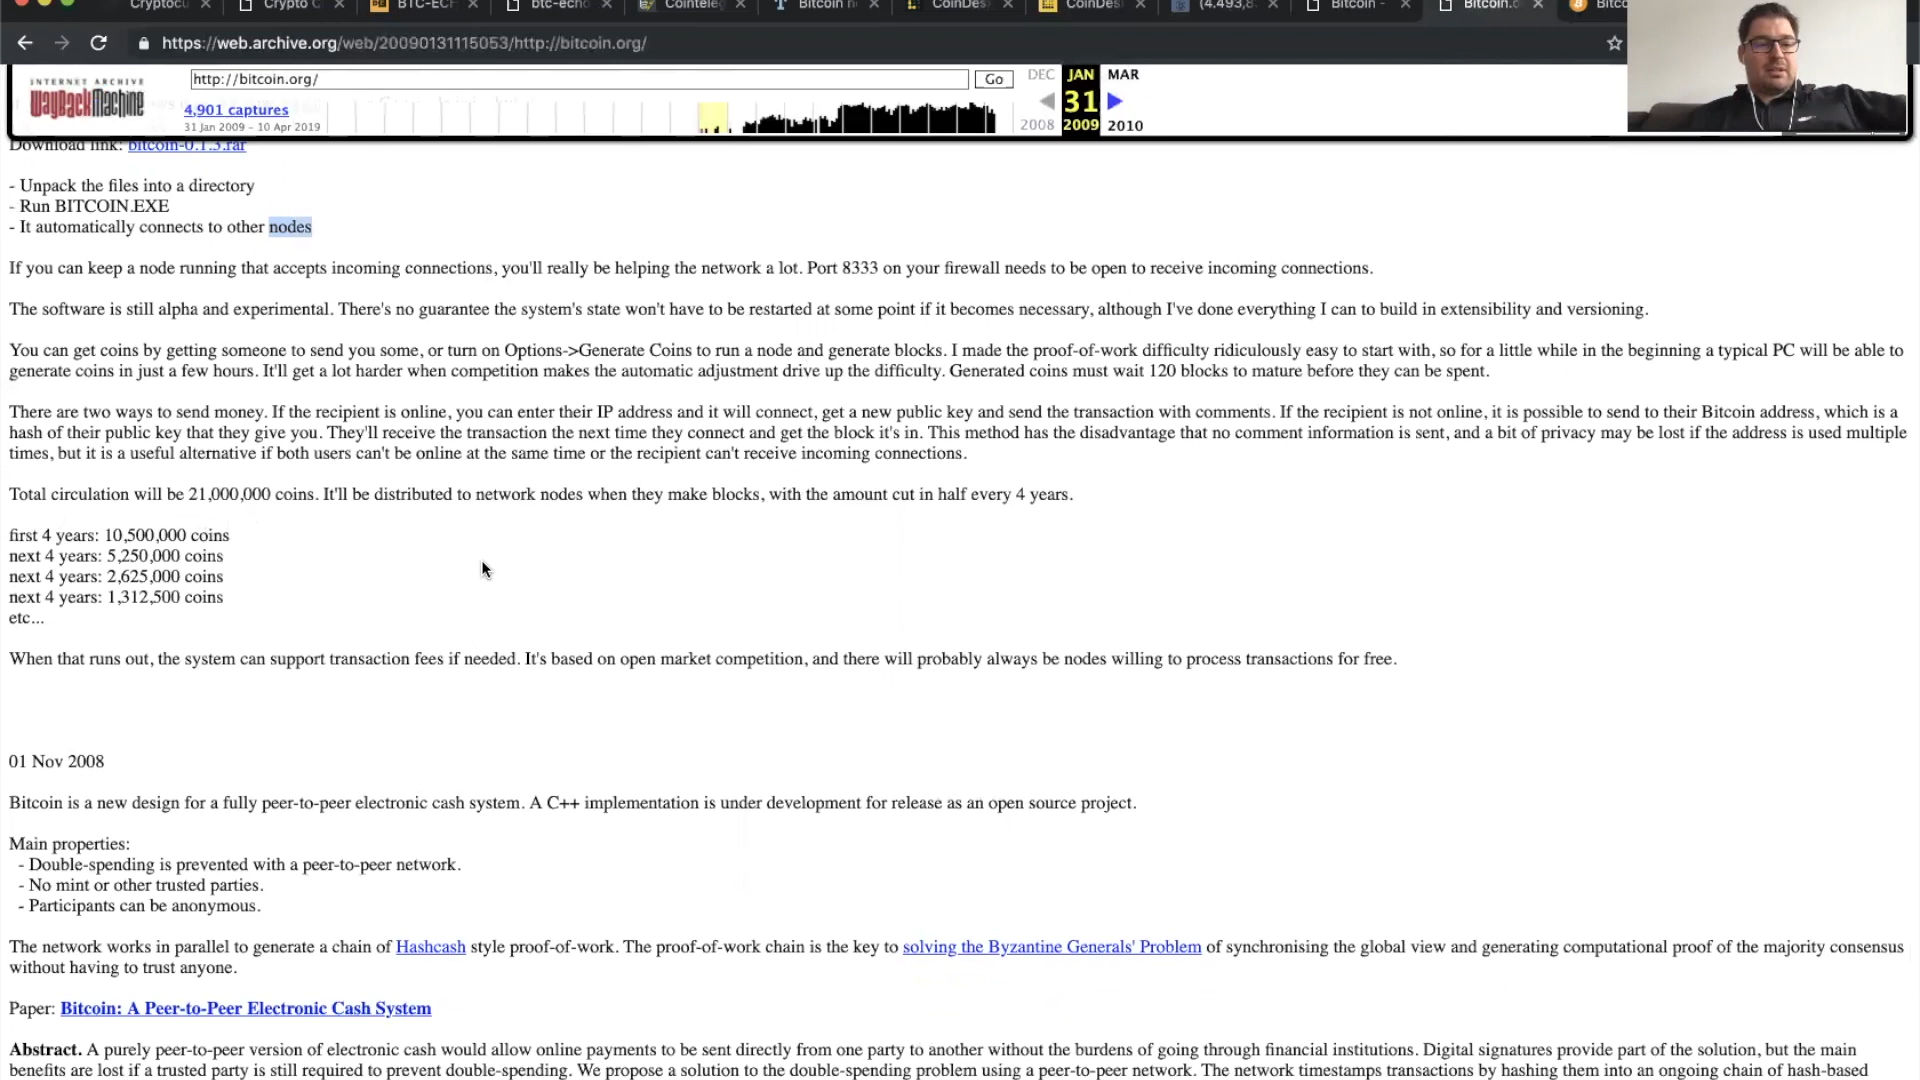 Cryptocu
Crypto C
BTC-ECH
btc-echo
Cointele
Bitcoin n
CoinDes
CoinDes
(4.493,8
Bitcoin -
Bitcoin.o
Bitco
https://web.archive.org/web/20090131115053/http://bitcoin.org/
INTERNET ARCHIVE
WayBackMachine
http://bitcoin.org/
Go
DEC JAN MAR
4,901 captures
31
31 Jan 2009 – 10 Apr 2019
2008 2009 2010
Download link: bitcoin-0.1.3.rar
- Unpack the files into a directory
- Run BITCOIN.EXE
- It automatically connects to other nodes
If you can keep a node running that accepts incoming connections, you'll really be helping the network a lot. Port 8333 on your firewall needs to be open to receive incoming connections.
The software is still alpha and experimental. There's no guarantee the system's state won't have to be restarted at some point if it becomes necessary, although I've done everything I can to build in extensibility and versioning.
You can get coins by getting someone to send you some, or turn on Options->Generate Coins to run a node and generate blocks. I made the proof-of-work difficulty ridiculously easy to start with, so for a little while in the beginning a typical PC will be able to
generate coins in just a few hours. It'll get a lot harder when competition makes the automatic adjustment drive up the difficulty. Generated coins must wait 120 blocks to mature before they can be spent.
There are two ways to send money. If the recipient is online, you can enter their IP address and it will connect, get a new public key and send the transaction with comments. If the recipient is not online, it is possible to send to their Bitcoin address, which is a
hash of their public key that they give you. They'll receive the transaction the next time they connect and get the block it's in. This method has the disadvantage that no comment information is sent, and a bit of privacy may be lost if the address is used multiple
times, but it is a useful alternative if both users can't be online at the same time or the recipient can't receive incoming connections.
Total circulation will be 21,000,000 coins. It'll be distributed to network nodes when they make blocks, with the amount cut in half every 4 years.
first 4 years: 10,500,000 coins
next 4 years: 5,250,000 coins
next 4 years: 2,625,000 coins
next 4 years: 1,312,500 coins
etc...
When that runs out, the system can support transaction fees if needed. It's based on open market competition, and there will probably always be nodes willing to process transactions for free.
01 Nov 2008
Bitcoin is a new design for a fully peer-to-peer electronic cash system. A C++ implementation is under development for release as an open source project.
Main properties:
- Double-spending is prevented with a peer-to-peer network.
- No mint or other trusted parties.
- Participants can be anonymous.
The network works in parallel to generate a chain of Hashcash style proof-of-work. The proof-of-work chain is the key to solving the Byzantine Generals' Problem of synchronising the global view and generating computational proof of the majority consensus
without having to trust anyone.
Paper: Bitcoin: A Peer-to-Peer Electronic Cash System
Abstract. A purely peer-to-peer version of electronic cash would allow online payments to be sent directly from one party to another without the burdens of going through financial institutions. Digital signatures provide part of the solution, but the main
benefits are lost if a trusted party is still required to prevent double-spending. We propose a solution to the double-spending problem using a peer-to-peer network. The network timestamps transactions by hashing them into an ongoing chain of hash-based